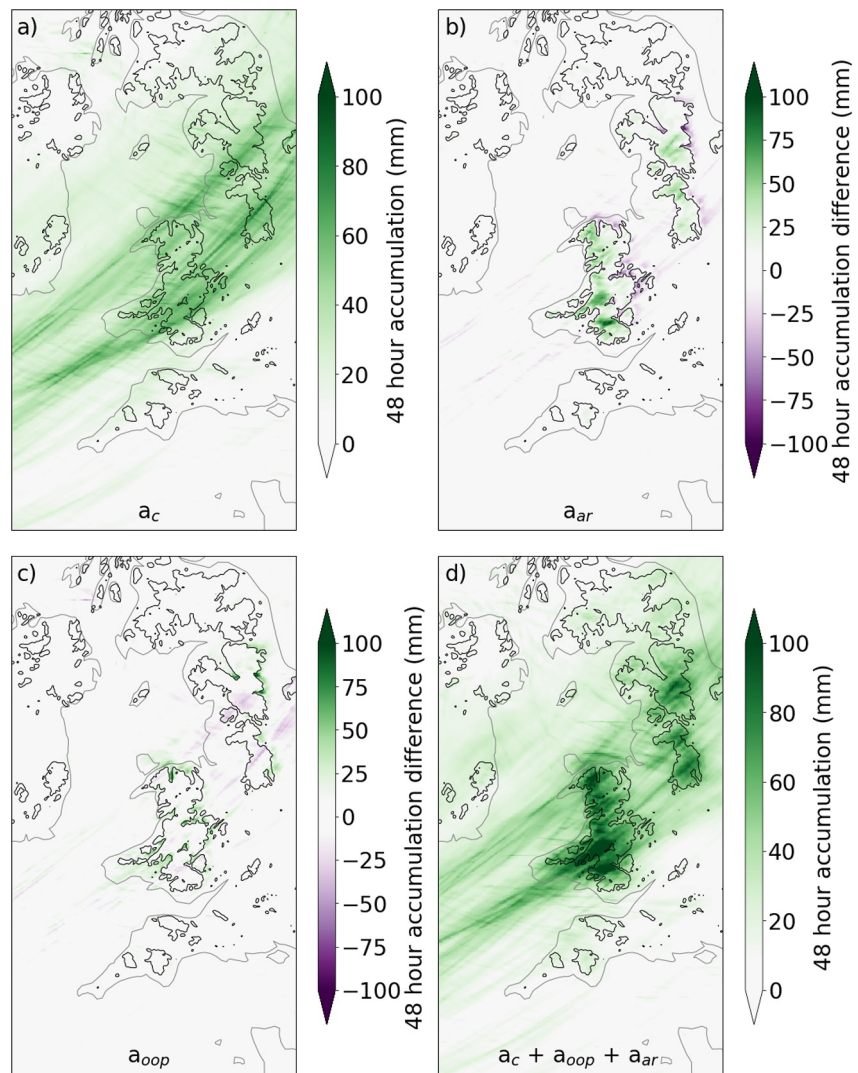 a)
100
80
60
40
20
0
48 hour accumulation (mm)
a_c
b)
100
75
50
25
0
−25
−50
−75
−100
48 hour accumulation difference (mm)
a_ar
c)
100
75
50
25
0
−25
−50
−75
−100
48 hour accumulation difference (mm)
a_oop
d)
100
80
60
40
20
0
48 hour accumulation (mm)
a_c + a_oop + a_ar